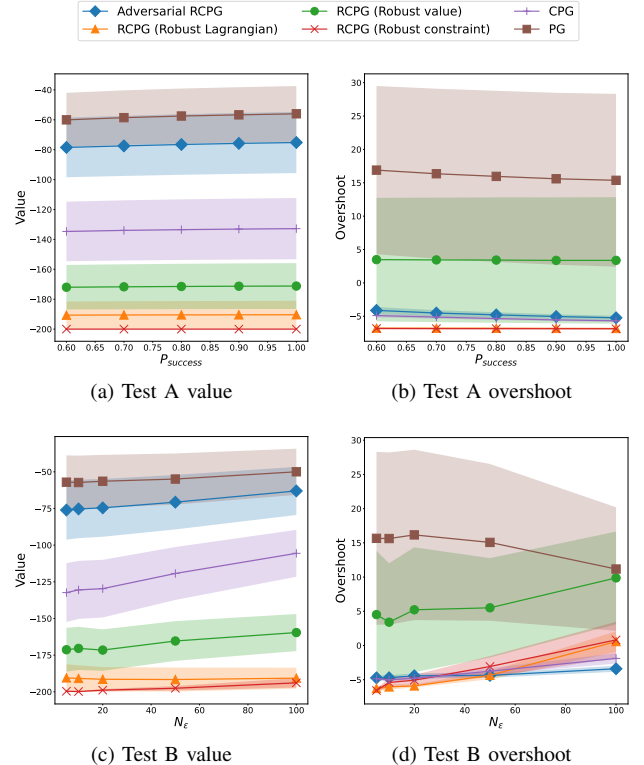 Adversarial RCPG RCPG (Robust value) CPG
RCPG (Robust Lagrangian) RCPG (Robust constraint) PG
−40
−60
−80
−100
−120
−140
−160
−180
−200
Value
0.60 0.65 0.70 0.75 0.80 0.85 0.90 0.95 1.00
P_success
(a) Test A value
30
25
20
15
10
5
0
−5
Overshoot
0.60 0.65 0.70 0.75 0.80 0.85 0.90 0.95 1.00
P_success
(b) Test A overshoot
−50
−75
−100
−125
−150
−175
−200
Value
20 40 60 80 100
N_ε
(c) Test B value
30
25
20
15
10
5
0
−5
Overshoot
20 40 60 80 100
N_ε
(d) Test B overshoot